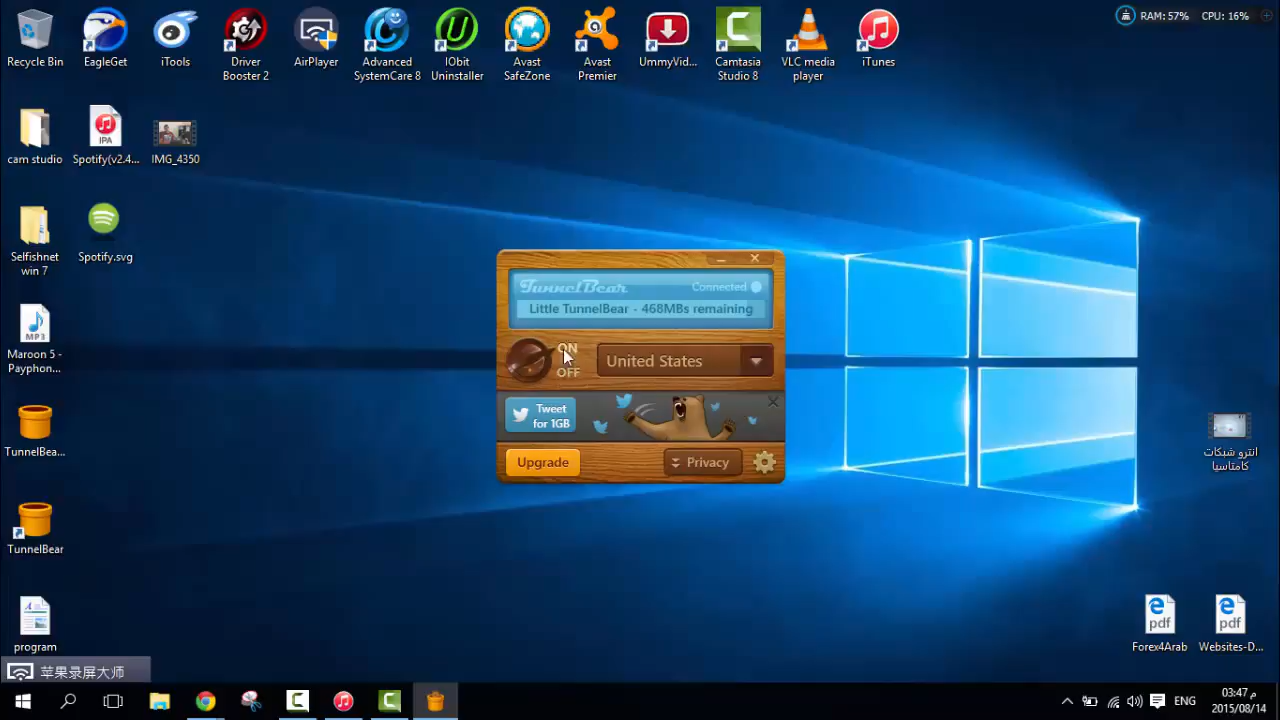 RAM: 57%
CPU: 16%
Recycle Bin
EagleGet
iTools
Driver
Booster 2
AirPlayer
Advanced
SystemCare 8
IObit
Uninstaller
Avast
SafeZone
Avast
Premier
UmmyVid...
Camtasia
Studio 8
VLC media
player
iTunes
cam studio
IPA
Spotify(v2.4...
IMG_4350
Selfishnet
win 7
Spotify.svg
MP3
Maroon 5 -
Payphon...
TunnelBea...
TunnelBear
program
TunnelBear
Connected
Little TunnelBear - 468MBs remaining
ON
OFF
United States
Tweet
for 1GB
Upgrade
Privacy
انترو شبكات
كامتاسيا
pdf
Forex4Arab
pdf
Websites-D...
苹果录屏大师
ENG
03:47 م
2015/08/14